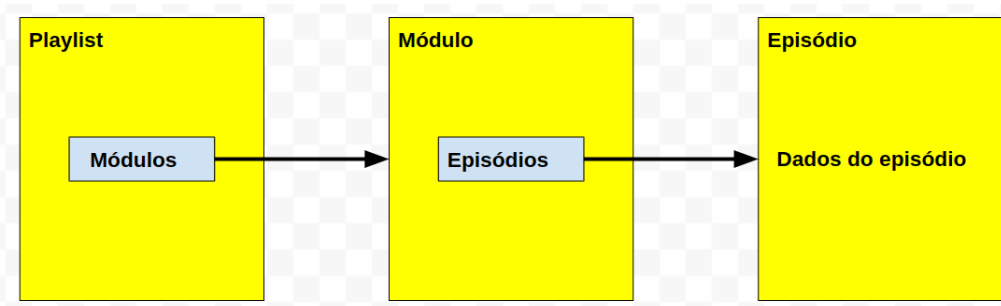 Playlist
Módulo
Episódio
Módulos
Episódios
Dados do episódio